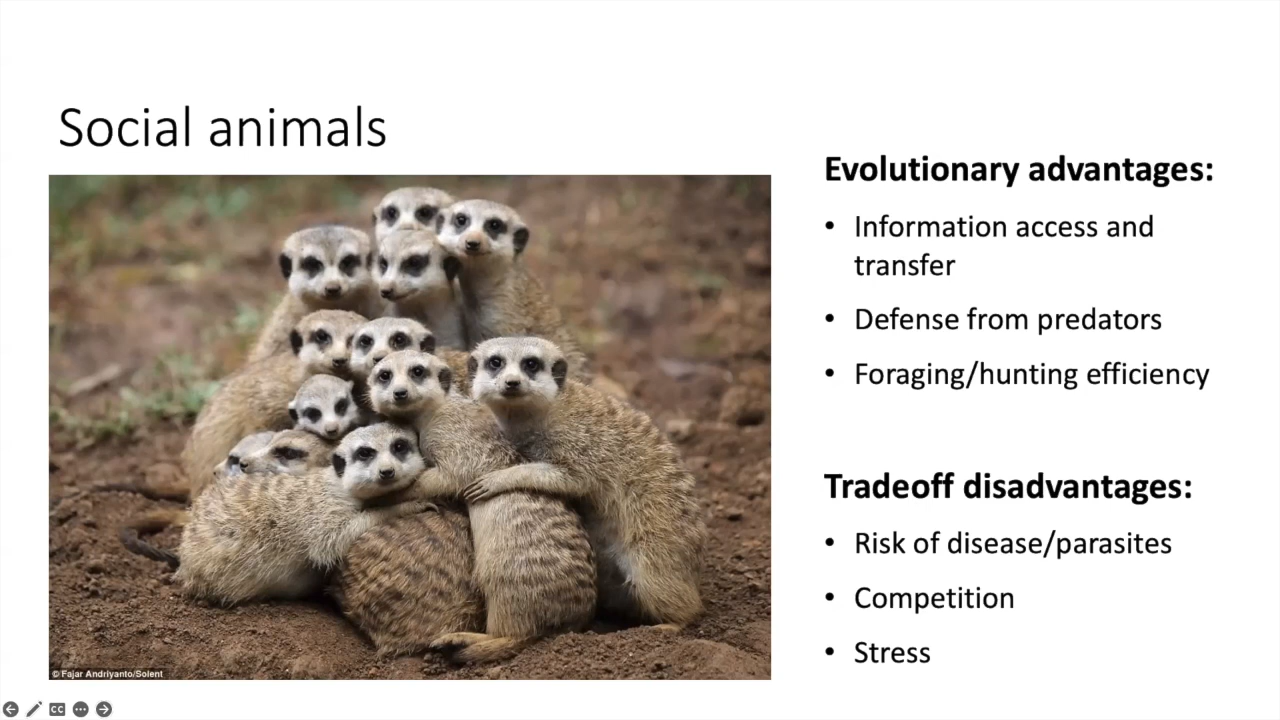 Social animals
Evolutionary advantages:
• Information access and
transfer
• Defense from predators
• Foraging/hunting efficiency
Tradeoff disadvantages:
• Risk of disease/parasites
• Competition
• Stress
© Fajar Andriyanto/Solent
CC